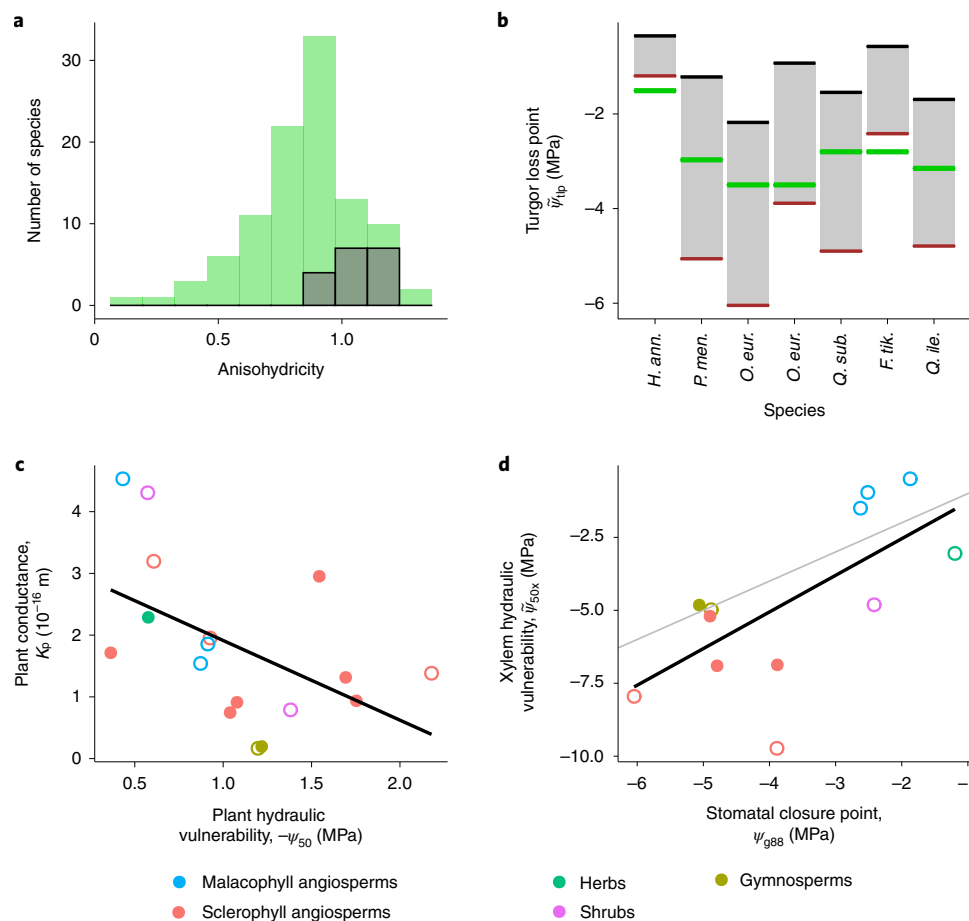 a
Number of species
30
20
10
0
0
0.5
1.0
Anisohydricity
b
Turgor loss point
ψ̃tlp (MPa)
−2
−4
−6
H. ann.
P. men.
O. eur.
O. eur.
Q. sub.
F. tik.
Q. ile.
Species
c
Plant conductance,
Kp (10−16 m)
4
3
2
1
0
0.5
1.0
1.5
2.0
Plant hydraulic
vulnerability, −ψ50 (MPa)
d
Xylem hydraulic
vulnerability, ψ̃50x (MPa)
−2.5
−5.0
−7.5
−10.0
−6
−5
−4
−3
−2
−
Stomatal closure point,
ψg88 (MPa)
Malacophyll angiosperms
Sclerophyll angiosperms
Herbs
Shrubs
Gymnosperms